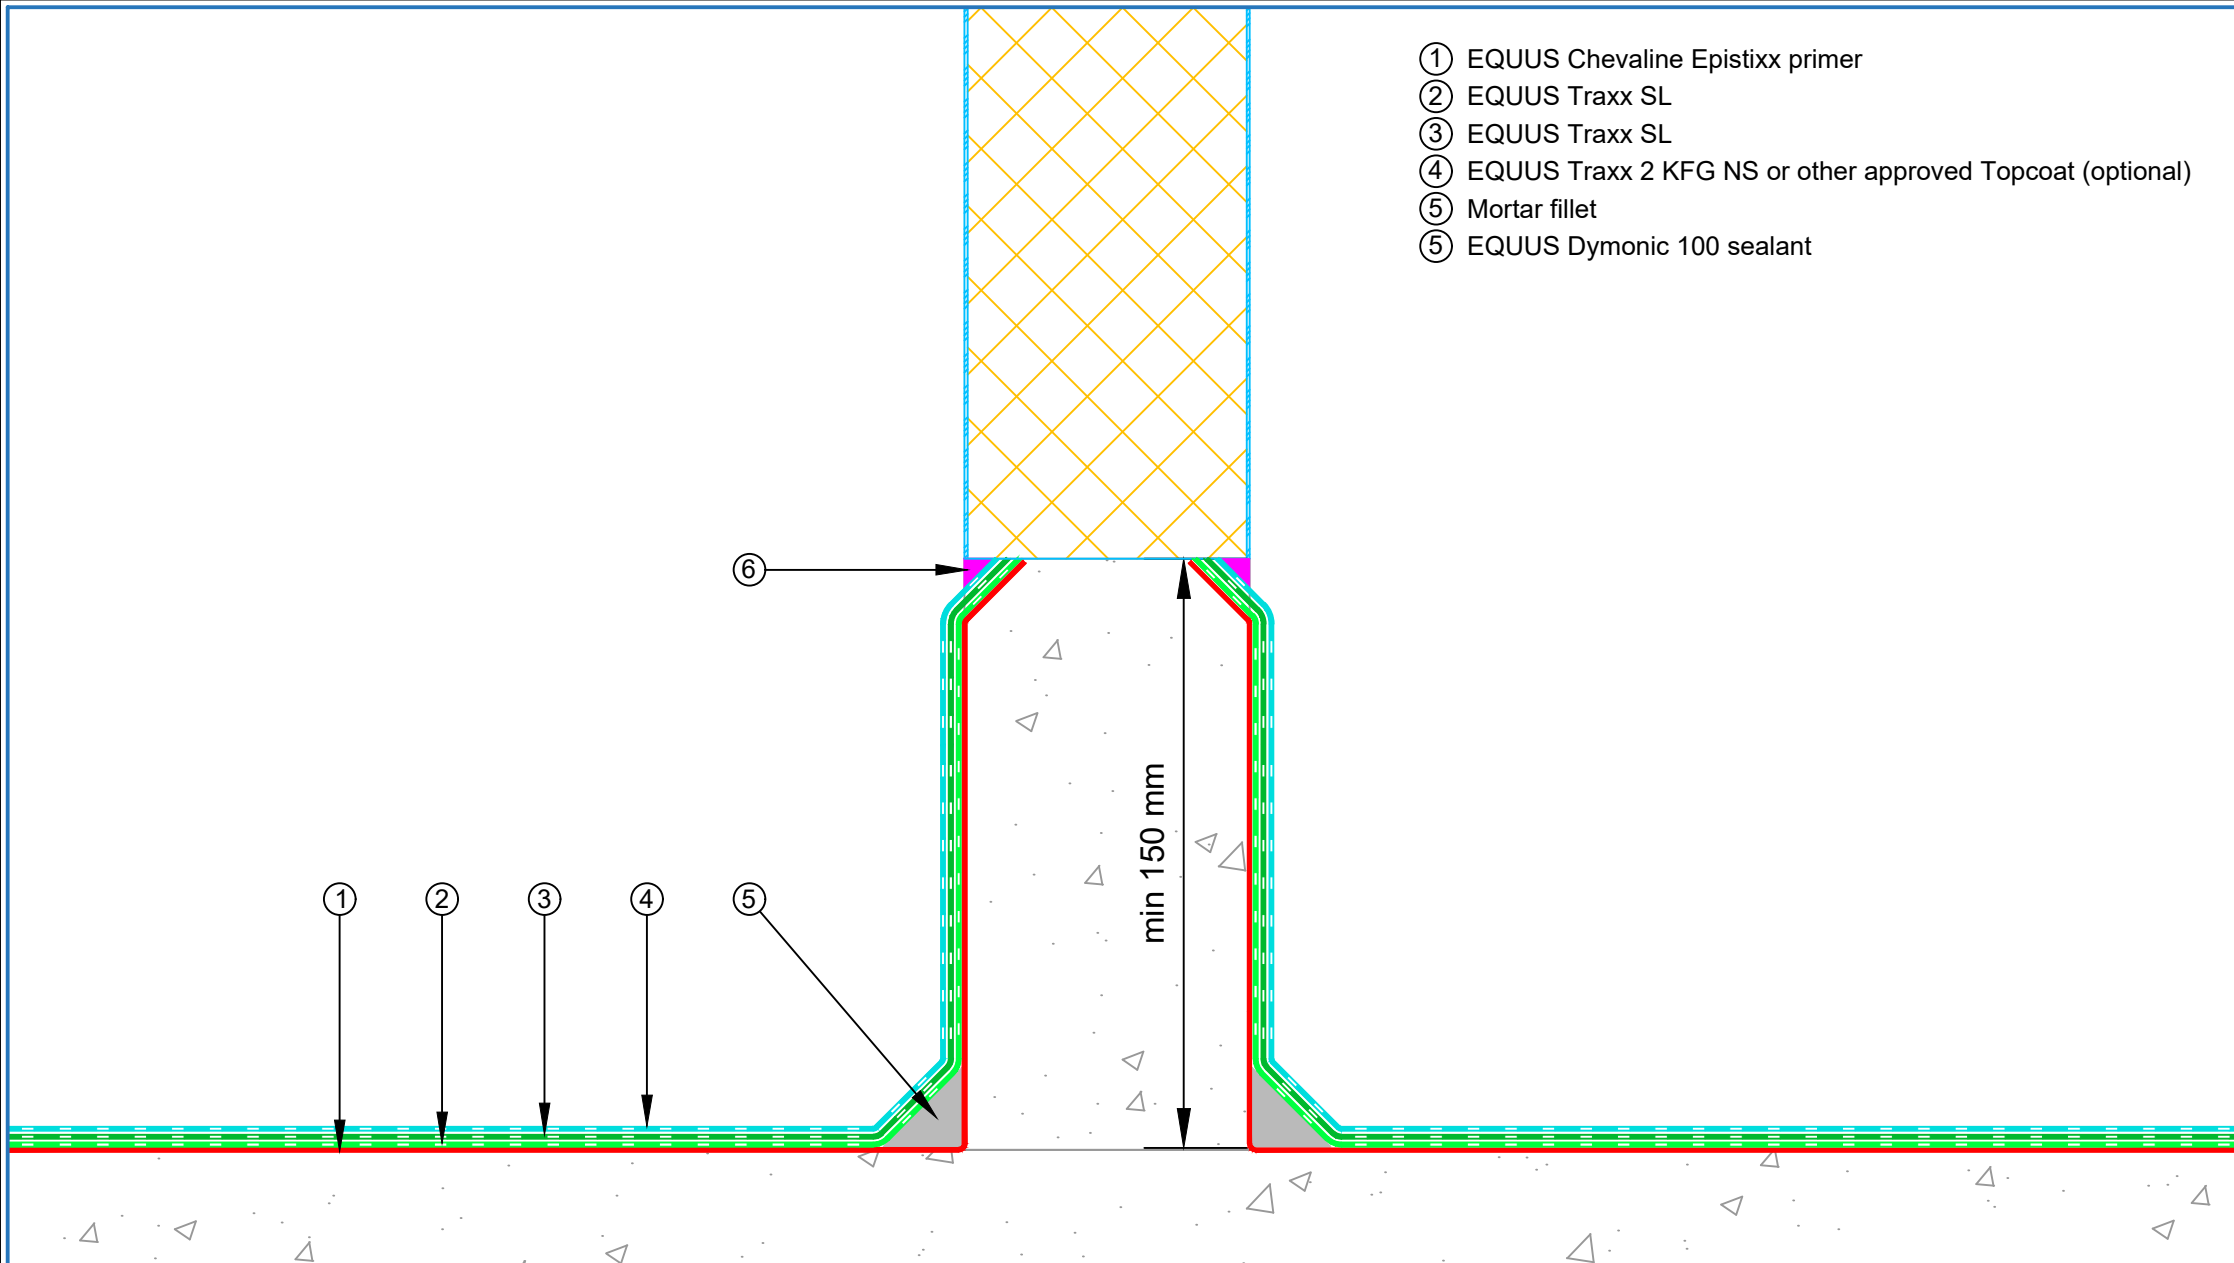 ① EQUUS Chevaline Epistixx primer
② EQUUS Traxx SL
③ EQUUS Traxx SL
④ EQUUS Traxx 2 KFG NS or other approved Topcoat (optional)
⑤ Mortar fillet
⑤ EQUUS Dymonic 100 sealant
⑥
min 150 mm
① ② ③ ④ ⑤